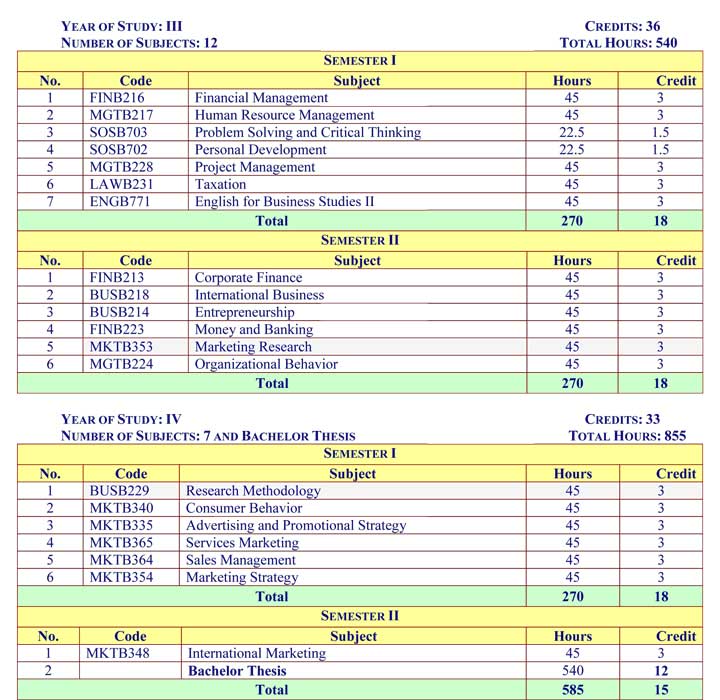 YEAR OF STUDY: III CREDITS: 36
NUMBER OF SUBJECTS: 12 TOTAL HOURS: 540
SEMESTER I
No. Code Subject Hours Credit
1 FINB216 Financial Management 45 3
2 MGTB217 Human Resource Management 45 3
3 SOSB703 Problem Solving and Critical Thinking 22.5 1.5
4 SOSB702 Personal Development 22.5 1.5
5 MGTB228 Project Management 45 3
6 LAWB231 Taxation 45 3
7 ENGB771 English for Business Studies II 45 3
Total 270 18
SEMESTER II
No. Code Subject Hours Credit
1 FINB213 Corporate Finance 45 3
2 BUSB218 International Business 45 3
3 BUSB214 Entrepreneurship 45 3
4 FINB223 Money and Banking 45 3
5 MKTB353 Marketing Research 45 3
6 MGTB224 Organizational Behavior 45 3
Total 270 18
YEAR OF STUDY: IV CREDITS: 33
NUMBER OF SUBJECTS: 7 AND BACHELOR THESIS TOTAL HOURS: 855
SEMESTER I
No. Code Subject Hours Credit
1 BUSB229 Research Methodology 45 3
2 MKTB340 Consumer Behavior 45 3
3 MKTB335 Advertising and Promotional Strategy 45 3
4 MKTB365 Services Marketing 45 3
5 MKTB364 Sales Management 45 3
6 MKTB354 Marketing Strategy 45 3
Total 270 18
SEMESTER II
No. Code Subject Hours Credit
1 MKTB348 International Marketing 45 3
2 Bachelor Thesis 540 12
Total 585 15